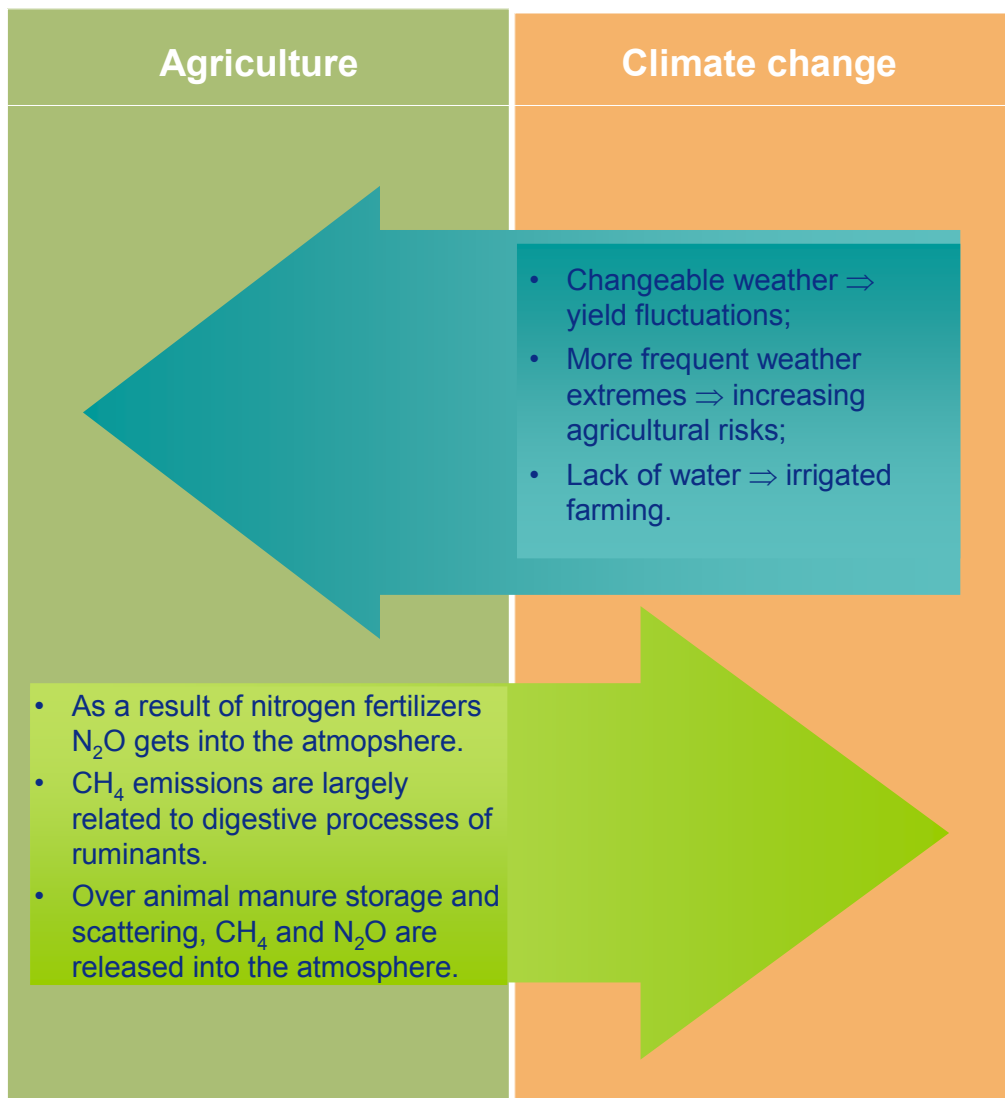 Agriculture
Climate change
• Changeable weather ⇒
yield fluctuations;
• More frequent weather
extremes ⇒ increasing
agricultural risks;
• Lack of water ⇒ irrigated
farming.
• As a result of nitrogen fertilizers
N₂O gets into the atmopshere.
• CH₄ emissions are largely
related to digestive processes of
ruminants.
• Over animal manure storage and
scattering, CH₄ and N₂O are
released into the atmosphere.